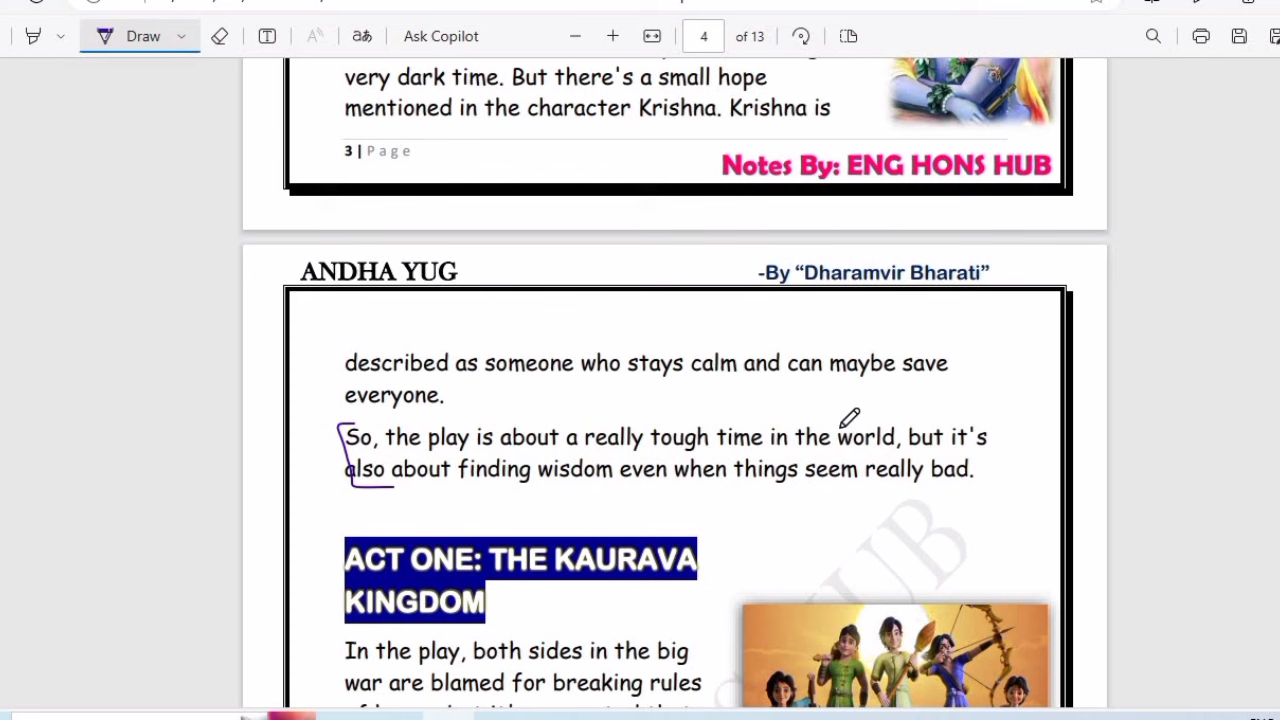 Draw
aあ
Ask Copilot
4
of 13
very dark time. But there's a small hope
mentioned in the character Krishna. Krishna is
3 | Page
Notes By: ENG HONS HUB
ANDHA YUG
-By “Dharamvir Bharati”
described as someone who stays calm and can maybe save
everyone.
So, the play is about a really tough time in the world, but it's
also about finding wisdom even when things seem really bad.
ACT ONE: THE KAURAVA
KINGDOM
In the play, both sides in the big
war are blamed for breaking rules
HUB